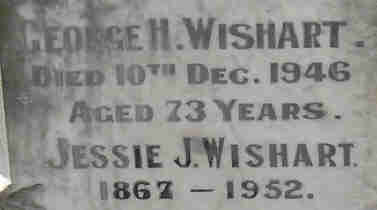 GEORGE H. WISHART.
DIED 10TH DEC. 1946
AGED 73 YEARS.
JESSIE J. WISHART.
1867 – 1952.